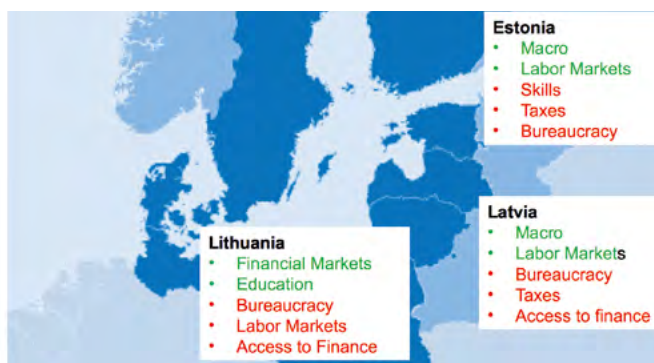 Estonia
• Macro
• Labor Markets
• Skills
• Taxes
• Bureaucracy
Latvia
• Macro
• Labor Markets
• Bureaucracy
• Taxes
• Access to finance
Lithuania
• Financial Markets
• Education
• Bureaucracy
• Labor Markets
• Access to Finance